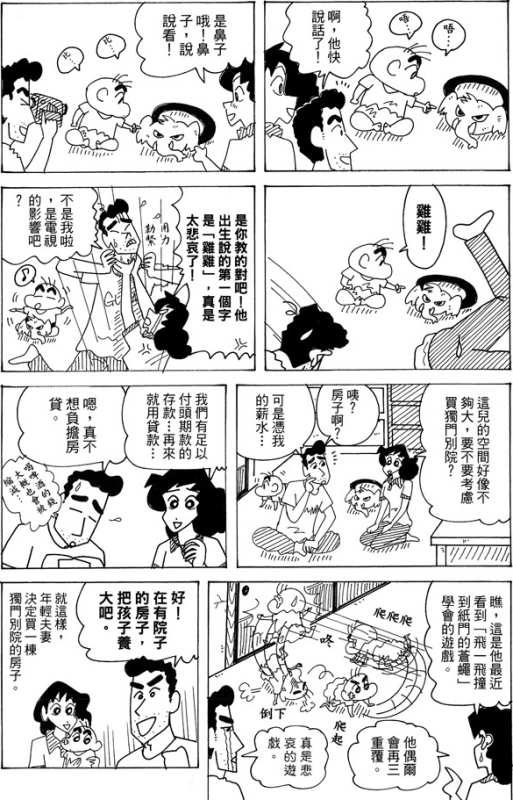 唔…
唔…
啊，他快
說話了！
是鼻子
哦！鼻
子，說
說看！
雞雞！
是你教的對吧！他
出生說的第一個字
是「雞雞」，真是
太悲哀了！
用力
勒緊
不是我啦
，是電視
的影響吧
？
這兒的空間好像不
夠大，要不要考慮
買獨門別院？
咦？
房子啊？
可是憑我
的薪水…
我們有足以
付頭期款的
存款…再來
就用貸款…
嗯，真不
想負擔房
貸。
瞧，這是他最近
看到「飛一飛撞
到紙門的蒼蠅」
學會的遊戲。
爬爬爬
咚
倒下
爬起
他偶爾
會再三
重覆。
真是悲
哀的遊
戲。
好！
在有院子
的房子，
把孩子養
大吧。
就這樣，
年輕夫妻
決定買一棟
獨門別院的房子。